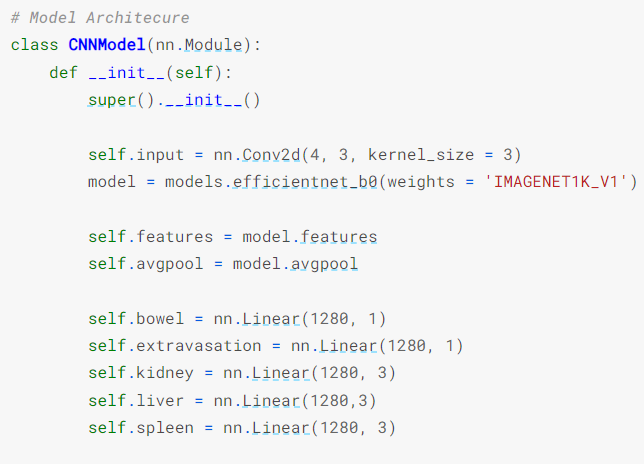 # Model Architecure
class CNNModel(nn.Module):
    def __init__(self):
        super().__init__()
        self.input = nn.Conv2d(4, 3, kernel_size = 3)
        model = models.efficientnet_b0(weights = 'IMAGENET1K_V1')
        self.features = model.features
        self.avgpool = model.avgpool
        self.bowel = nn.Linear(1280, 1)
        self.extravasation = nn.Linear(1280, 1)
        self.kidney = nn.Linear(1280, 3)
        self.liver = nn.Linear(1280,3)
        self.spleen = nn.Linear(1280, 3)